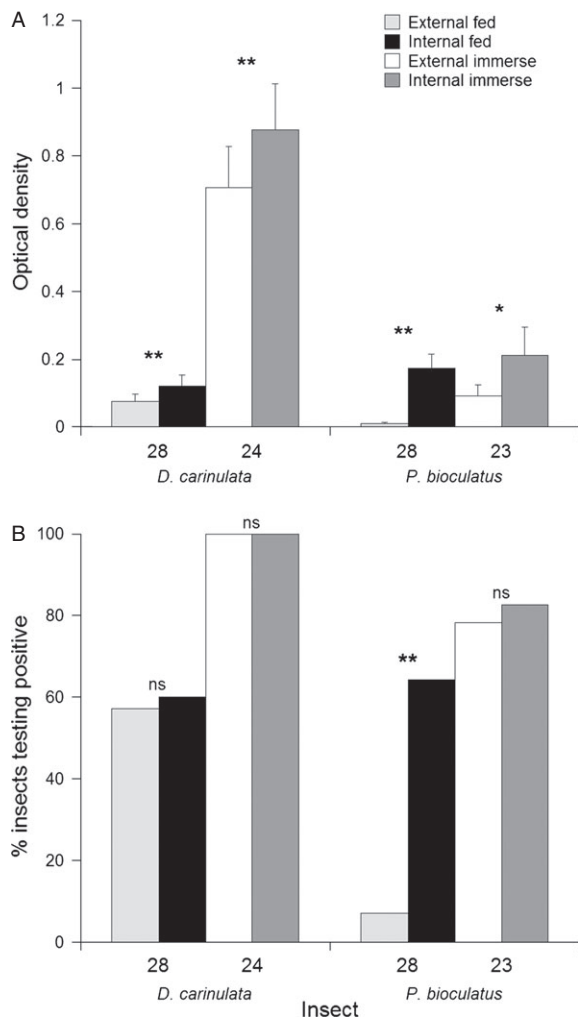 A
External fed
Internal fed
External immerse
Internal immerse
Optical density
1.2
1
0.8
0.6
0.4
0.2
0
**
**
**
*
28
24
28
23
D. carinulata
P. bioculatus
B
% insects testing positive
100
80
60
40
20
0
ns
ns
**
ns
28
24
28
23
D. carinulata
P. bioculatus
Insect